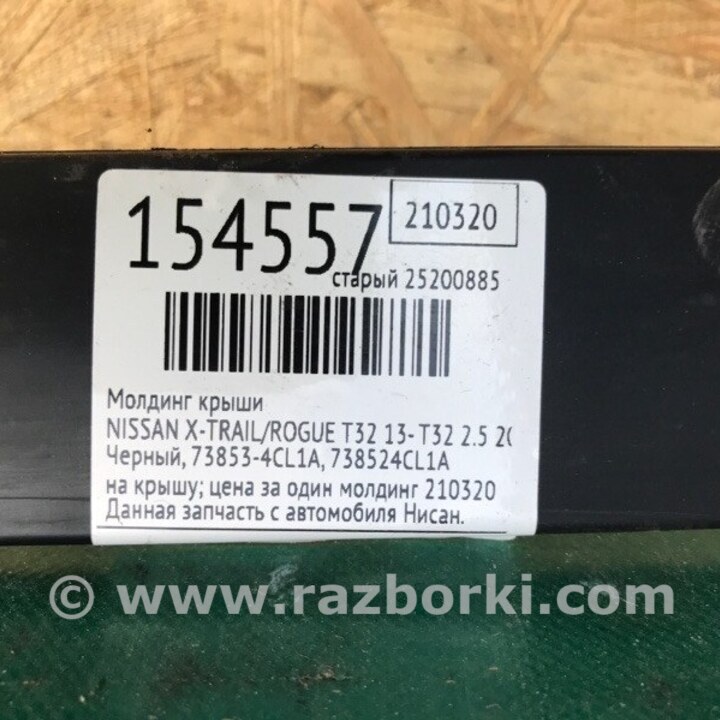 154557
210320
старый 25200885
Молдинг крыши
NISSAN X-TRAIL/ROGUE T32 13- T32 2.5 20
Черный, 73853-4CL1A, 738524CL1A
на крышу; цена за один молдинг 210320
Данная запчасть с автомобиля Нисан.
© www.razborki.com